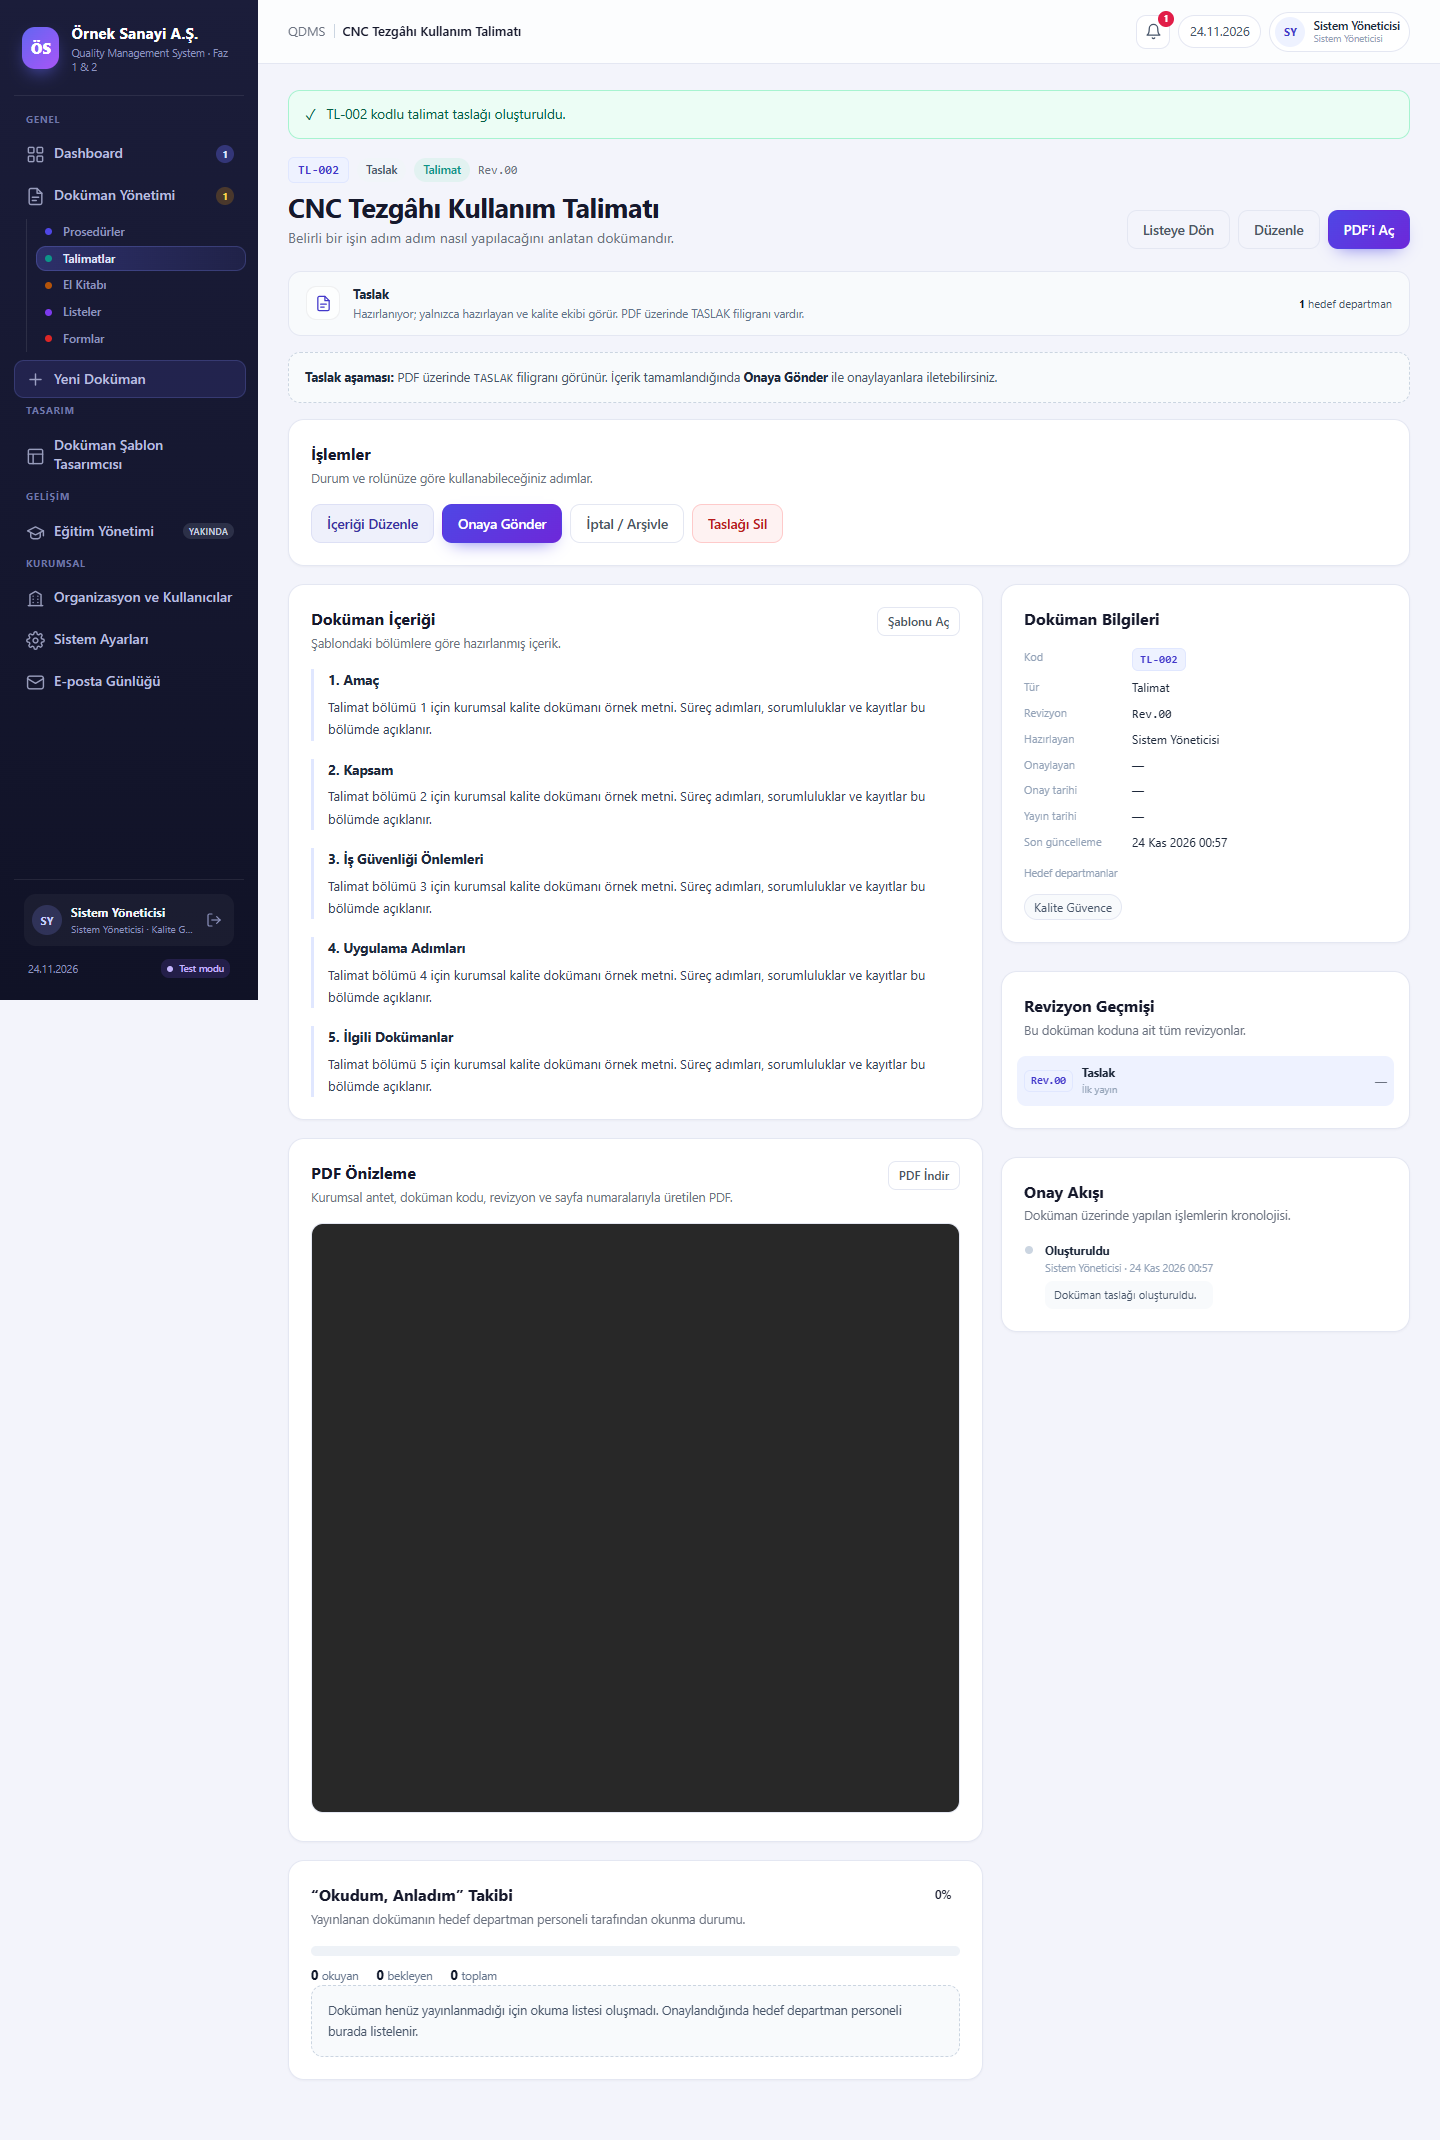 ÖS
Örnek Sanayi A.Ş.
Quality Management System · Faz
1 & 2
GENEL
Dashboard
1
Doküman Yönetimi
1
Prosedürler
Talimatlar
El Kitabı
Listeler
Formlar
Yeni Doküman
TASARIM
Doküman Şablon
Tasarımcısı
GELİŞİM
Eğitim Yönetimi
YAKINDA
KURUMSAL
Organizasyon ve Kullanıcılar
Sistem Ayarları
E-posta Günlüğü
SY
Sistem Yöneticisi
Sistem Yöneticisi · Kalite G...
24.11.2026
Test modu
QDMS
CNC Tezgâhı Kullanım Talimatı
1
24.11.2026
SY
Sistem Yöneticisi
Sistem Yöneticisi
✓ TL-002 kodlu talimat taslağı oluşturuldu.
TL-002
Taslak
Talimat
Rev.00
CNC Tezgâhı Kullanım Talimatı
Belirli bir işin adım adım nasıl yapılacağını anlatan dokümandır.
Listeye Dön
Düzenle
PDF'i Aç
Taslak
Hazırlanıyor; yalnızca hazırlayan ve kalite ekibi görür. PDF üzerinde TASLAK filigranı vardır.
1 hedef departman
Taslak aşaması: PDF üzerinde TASLAK filigranı görünür. İçerik tamamlandığında Onaya Gönder ile onaylayanlara iletebilirsiniz.
İşlemler
Durum ve rolünüze göre kullanabileceğiniz adımlar.
İçeriği Düzenle
Onaya Gönder
İptal / Arşivle
Taslağı Sil
Doküman İçeriği
Şablondaki bölümlere göre hazırlanmış içerik.
Şablonu Aç
1. Amaç
Talimat bölümü 1 için kurumsal kalite dokümanı örnek metni. Süreç adımları, sorumluluklar ve kayıtlar bu
bölümde açıklanır.
2. Kapsam
Talimat bölümü 2 için kurumsal kalite dokümanı örnek metni. Süreç adımları, sorumluluklar ve kayıtlar bu
bölümde açıklanır.
3. İş Güvenliği Önlemleri
Talimat bölümü 3 için kurumsal kalite dokümanı örnek metni. Süreç adımları, sorumluluklar ve kayıtlar bu
bölümde açıklanır.
4. Uygulama Adımları
Talimat bölümü 4 için kurumsal kalite dokümanı örnek metni. Süreç adımları, sorumluluklar ve kayıtlar bu
bölümde açıklanır.
5. İlgili Dokümanlar
Talimat bölümü 5 için kurumsal kalite dokümanı örnek metni. Süreç adımları, sorumluluklar ve kayıtlar bu
bölümde açıklanır.
PDF Önizleme
Kurumsal antet, doküman kodu, revizyon ve sayfa numaralarıyla üretilen PDF.
PDF İndir
“Okudum, Anladım” Takibi
Yayınlanan dokümanın hedef departman personeli tarafından okunma durumu.
0%
0 okuyan
0 bekleyen
0 toplam
Doküman henüz yayınlanmadığı için okuma listesi oluşmadı. Onaylandığında hedef departman personeli
burada listelenir.
Doküman Bilgileri
Kod
TL-002
Tür
Talimat
Revizyon
Rev.00
Hazırlayan
Sistem Yöneticisi
Onaylayan
—
Onay tarihi
—
Yayın tarihi
—
Son güncelleme
24 Kas 2026 00:57
Hedef departmanlar
Kalite Güvence
Revizyon Geçmişi
Bu doküman koduna ait tüm revizyonlar.
Rev.00
Taslak
İlk yayın
—
Onay Akışı
Doküman üzerinde yapılan işlemlerin kronolojisi.
Oluşturuldu
Sistem Yöneticisi · 24 Kas 2026 00:57
Doküman taslağı oluşturuldu.